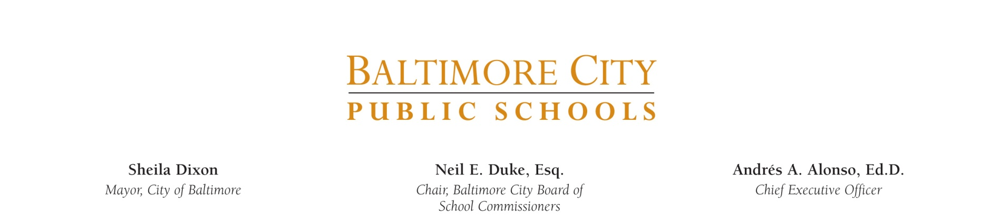 BALTIMORE CITY
PUBLIC SCHOOLS
Sheila Dixon
Mayor, City of Baltimore
Neil E. Duke, Esq.
Chair, Baltimore City Board of
School Commissioners
Andrés A. Alonso, Ed.D.
Chief Executive Officer